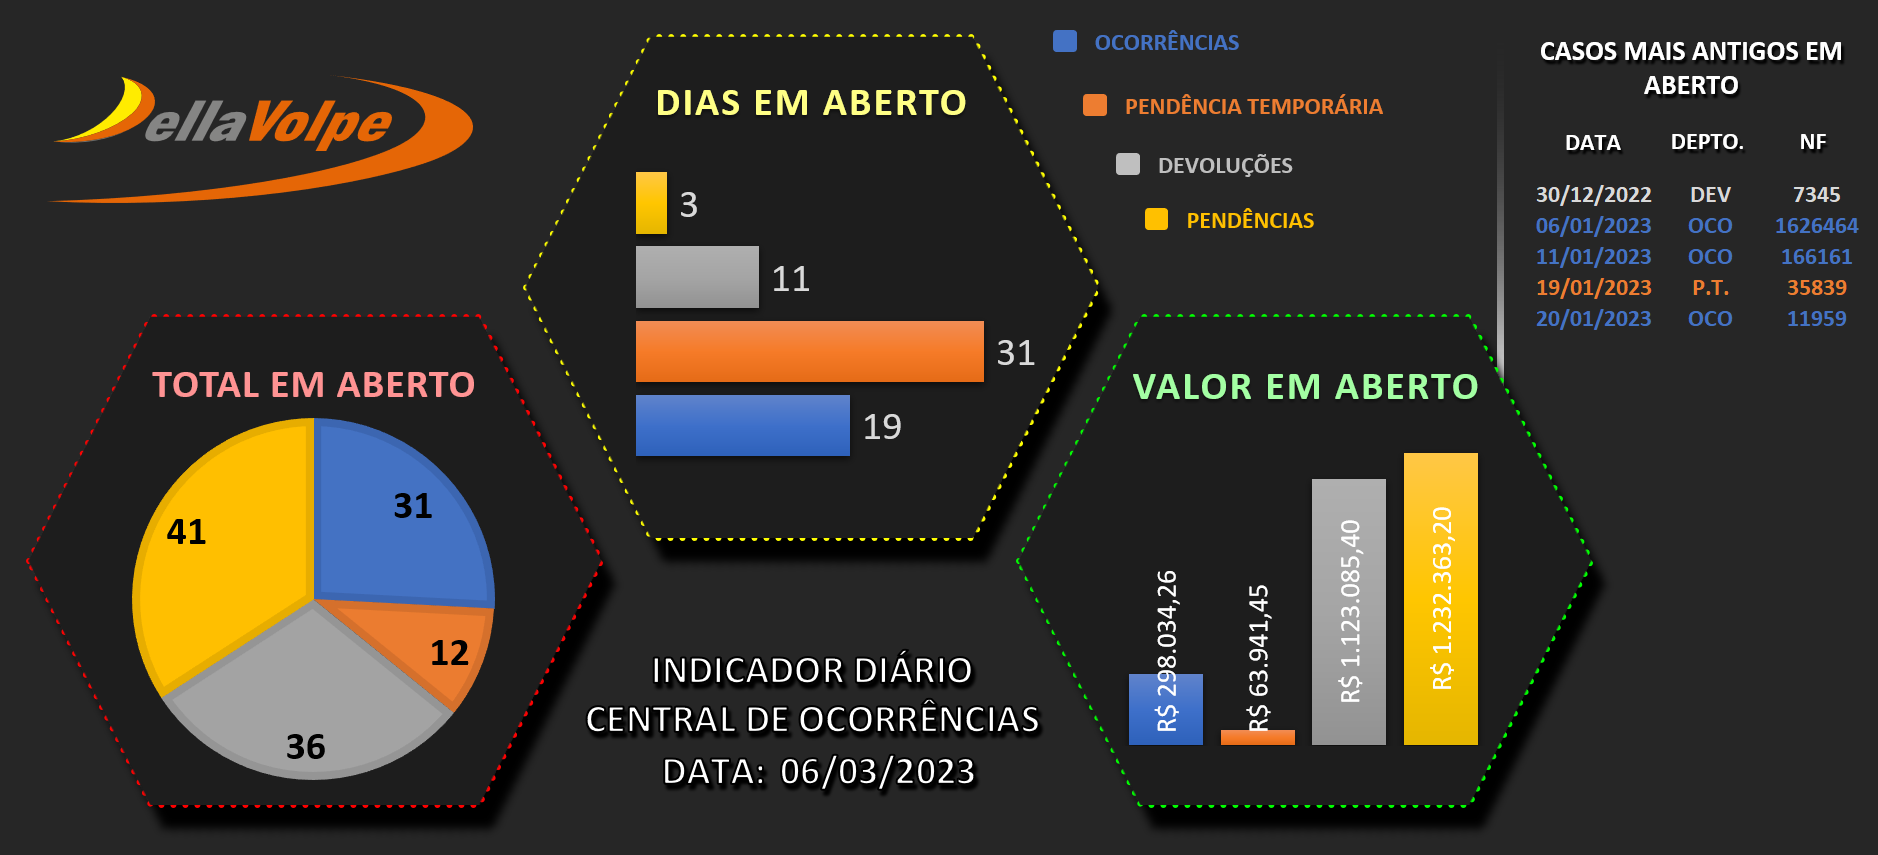 DellaVolpe
DIAS EM ABERTO
3
11
31
19
OCORRÊNCIAS
PENDÊNCIA TEMPORÁRIA
DEVOLUÇÕES
PENDÊNCIAS
CASOS MAIS ANTIGOS EM
ABERTO
DATA DEPTO. NF
30/12/2022 DEV 7345
06/01/2023 OCO 1626464
11/01/2023 OCO 166161
19/01/2023 P.T. 35839
20/01/2023 OCO 11959
TOTAL EM ABERTO
31
41
12
36
INDICADOR DIÁRIO
CENTRAL DE OCORRÊNCIAS
DATA: 06/03/2023
VALOR EM ABERTO
R$ 298.034,26
R$ 63.941,45
R$ 1.123.085,40
R$ 1.232.363,20